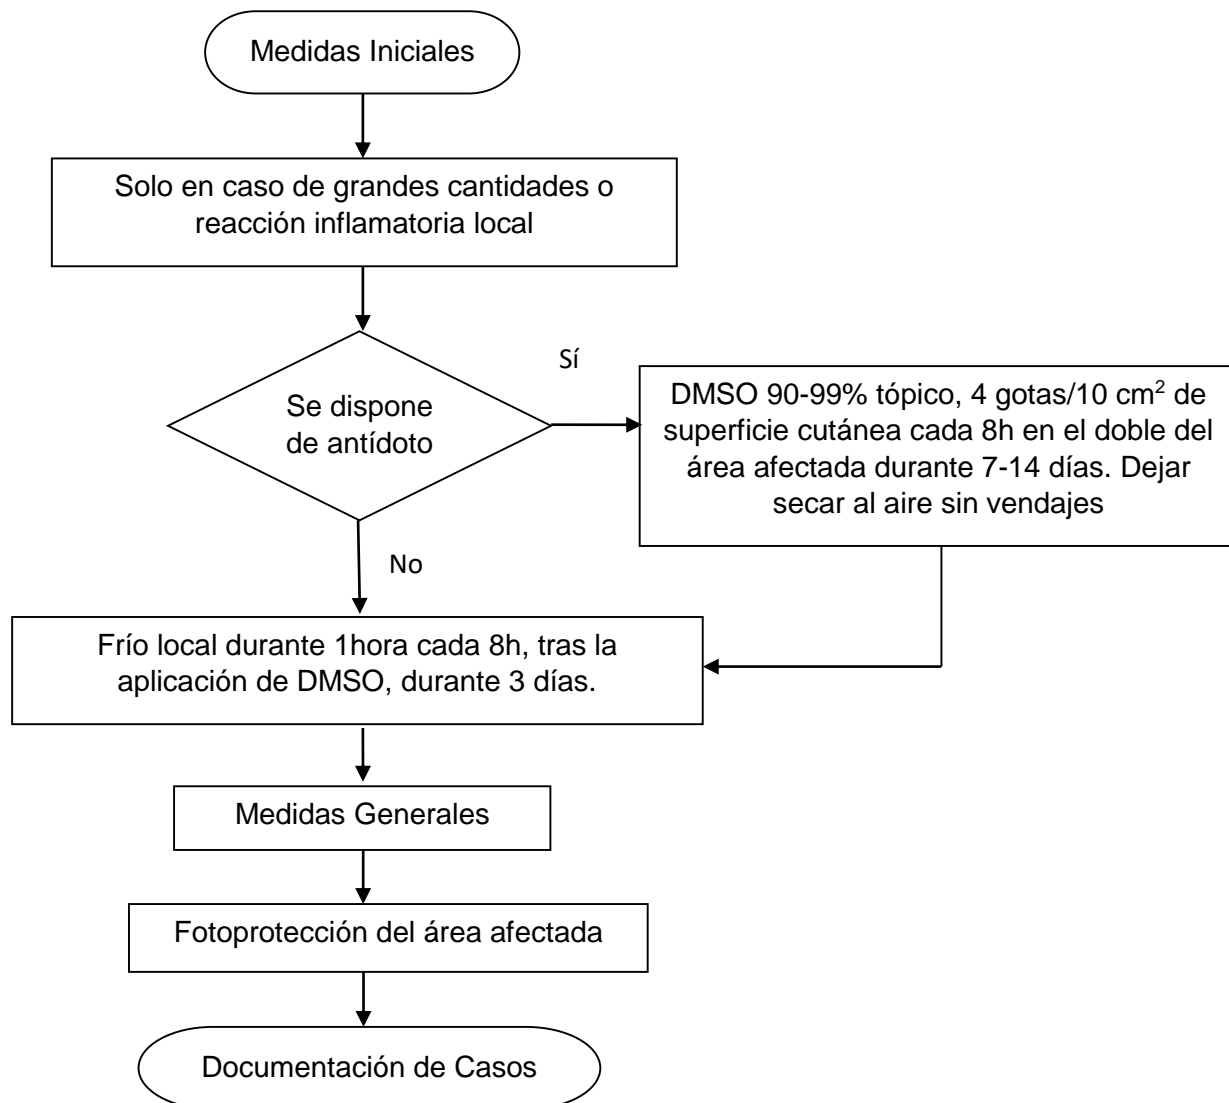 Medidas Iniciales
Solo en caso de grandes cantidades o
reacción inflamatoria local
Se dispone
de antídoto
Sí
DMSO 90-99% tópico, 4 gotas/10 cm² de
superficie cutánea cada 8h en el doble del
área afectada durante 7-14 días. Dejar
secar al aire sin vendajes
No
Frío local durante 1hora cada 8h, tras la
aplicación de DMSO, durante 3 días.
Medidas Generales
Fotoprotección del área afectada
Documentación de Casos